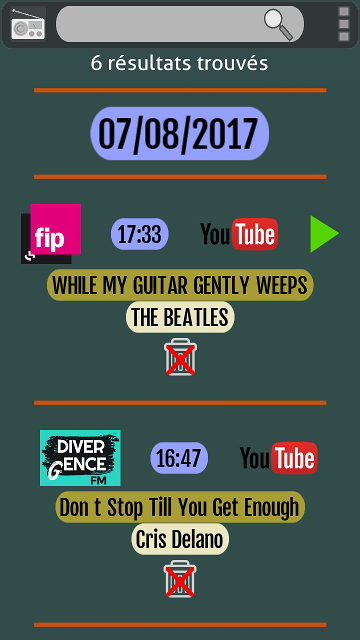 6 résultats trouvés
07/08/2017
fip
17:33
YouTube
WHILE MY GUITAR GENTLY WEEPS
THE BEATLES
DIVERGENCE FM
16:47
YouTube
Don t Stop Till You Get Enough
Cris Delano